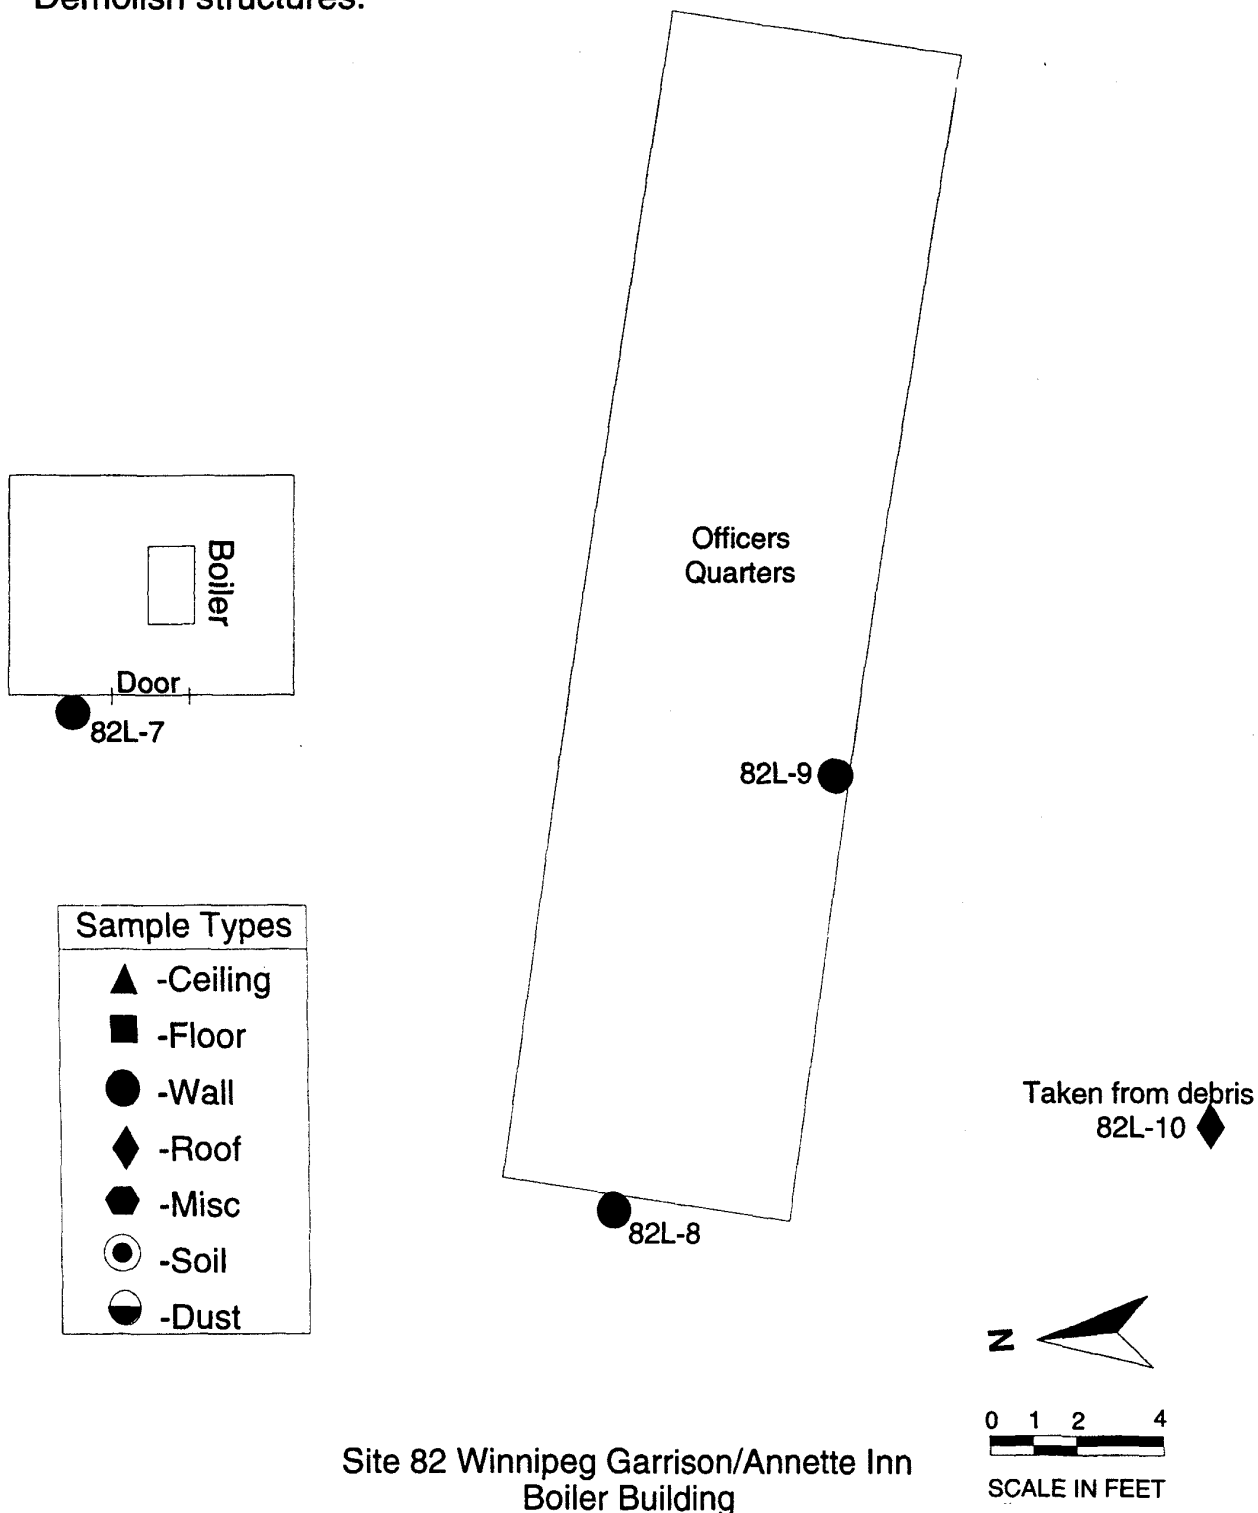 Demolish structures.
Officers
Quarters
Boiler
Door
82L-7
82L-9
Sample Types
-Ceiling
-Floor
-Wall
-Roof
-Misc
-Soil
-Dust
Taken from debris
82L-10
82L-8
N
0 1 2 4
SCALE IN FEET
Site 82 Winnipeg Garrison/Annette Inn
Boiler Building